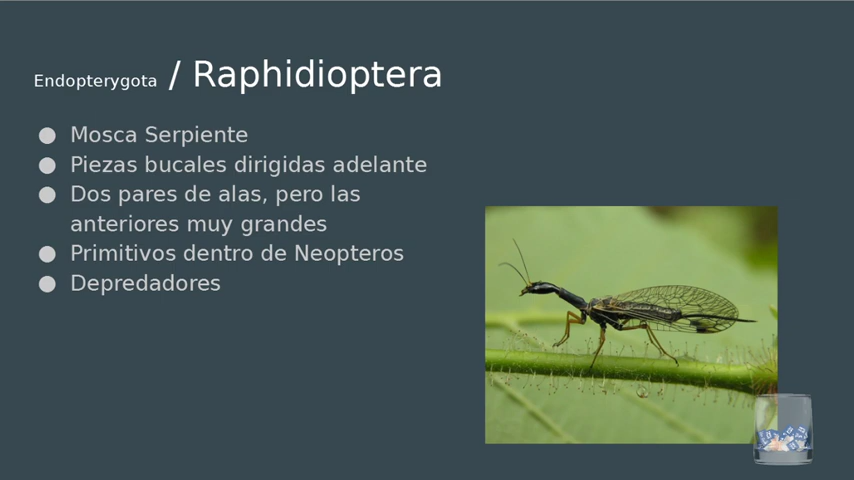 Endopterygota / Raphidioptera
● Mosca Serpiente
● Piezas bucales dirigidas adelante
● Dos pares de alas, pero las
anteriores muy grandes
● Primitivos dentro de Neopteros
● Depredadores